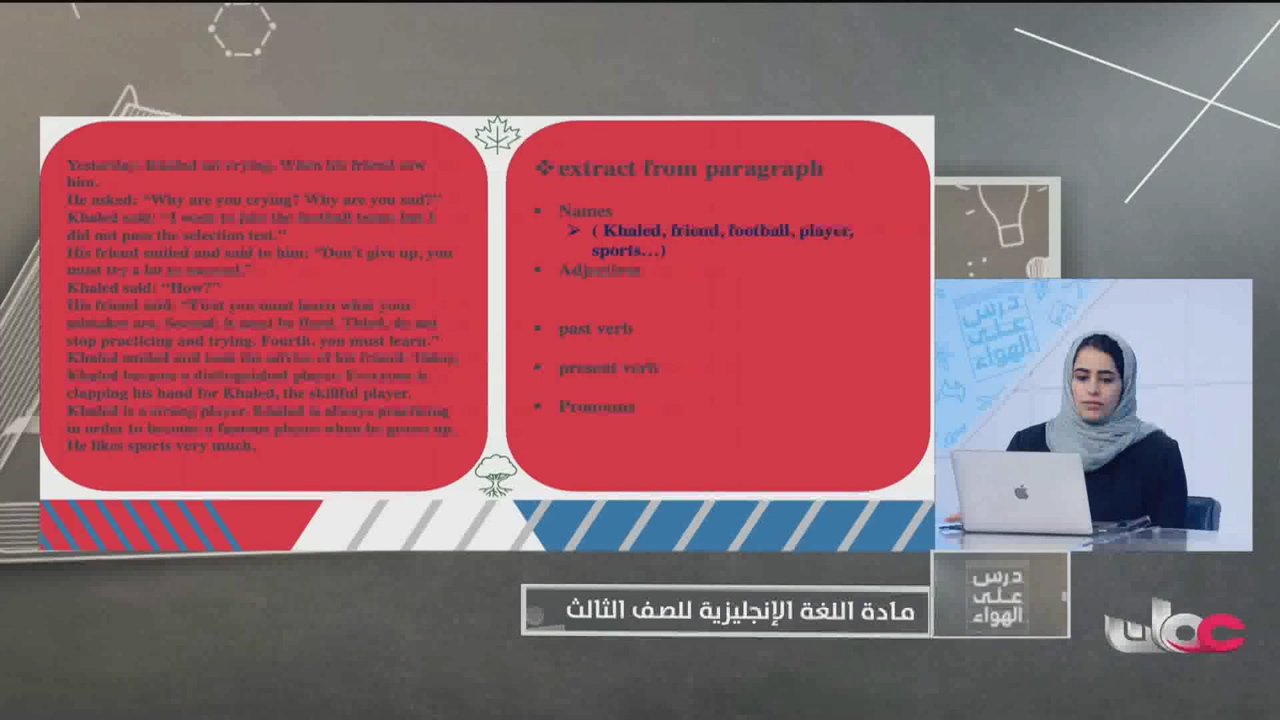 Yesterday, Khaled sat crying. When his friend saw
him.
He asked: “Why are you crying? Why are you sad?”
Khaled said: “I want to join the football team, but I
did not pass the selection test.”
His friend smiled and said to him: “Don't give up, you
must try a lot to succeed.”
Khaled said: “How?”
His friend said: “First you must learn what your
mistakes are. Second, it must be fixed. Third, do not
stop practicing and trying. Fourth, you must learn.”
Khaled smiled and took the advice of his friend. Today,
Khaled became a distinguished player. Everyone is
clapping his hand for Khaled, the skillful player.
Khaled is a strong player. Khaled is always practicing
in order to become a famous player when he grows up.
He likes sports very much.
❖ extract from paragraph
▪ Names
➢ ( Khaled, friend, football, player,
sports…)
▪ Adjectives
▪ past verb
▪ present verb
▪ Pronouns
درس
على
الهواء
مادة اللغة الإنجليزية للصف الثالث
درس
على
الهواء